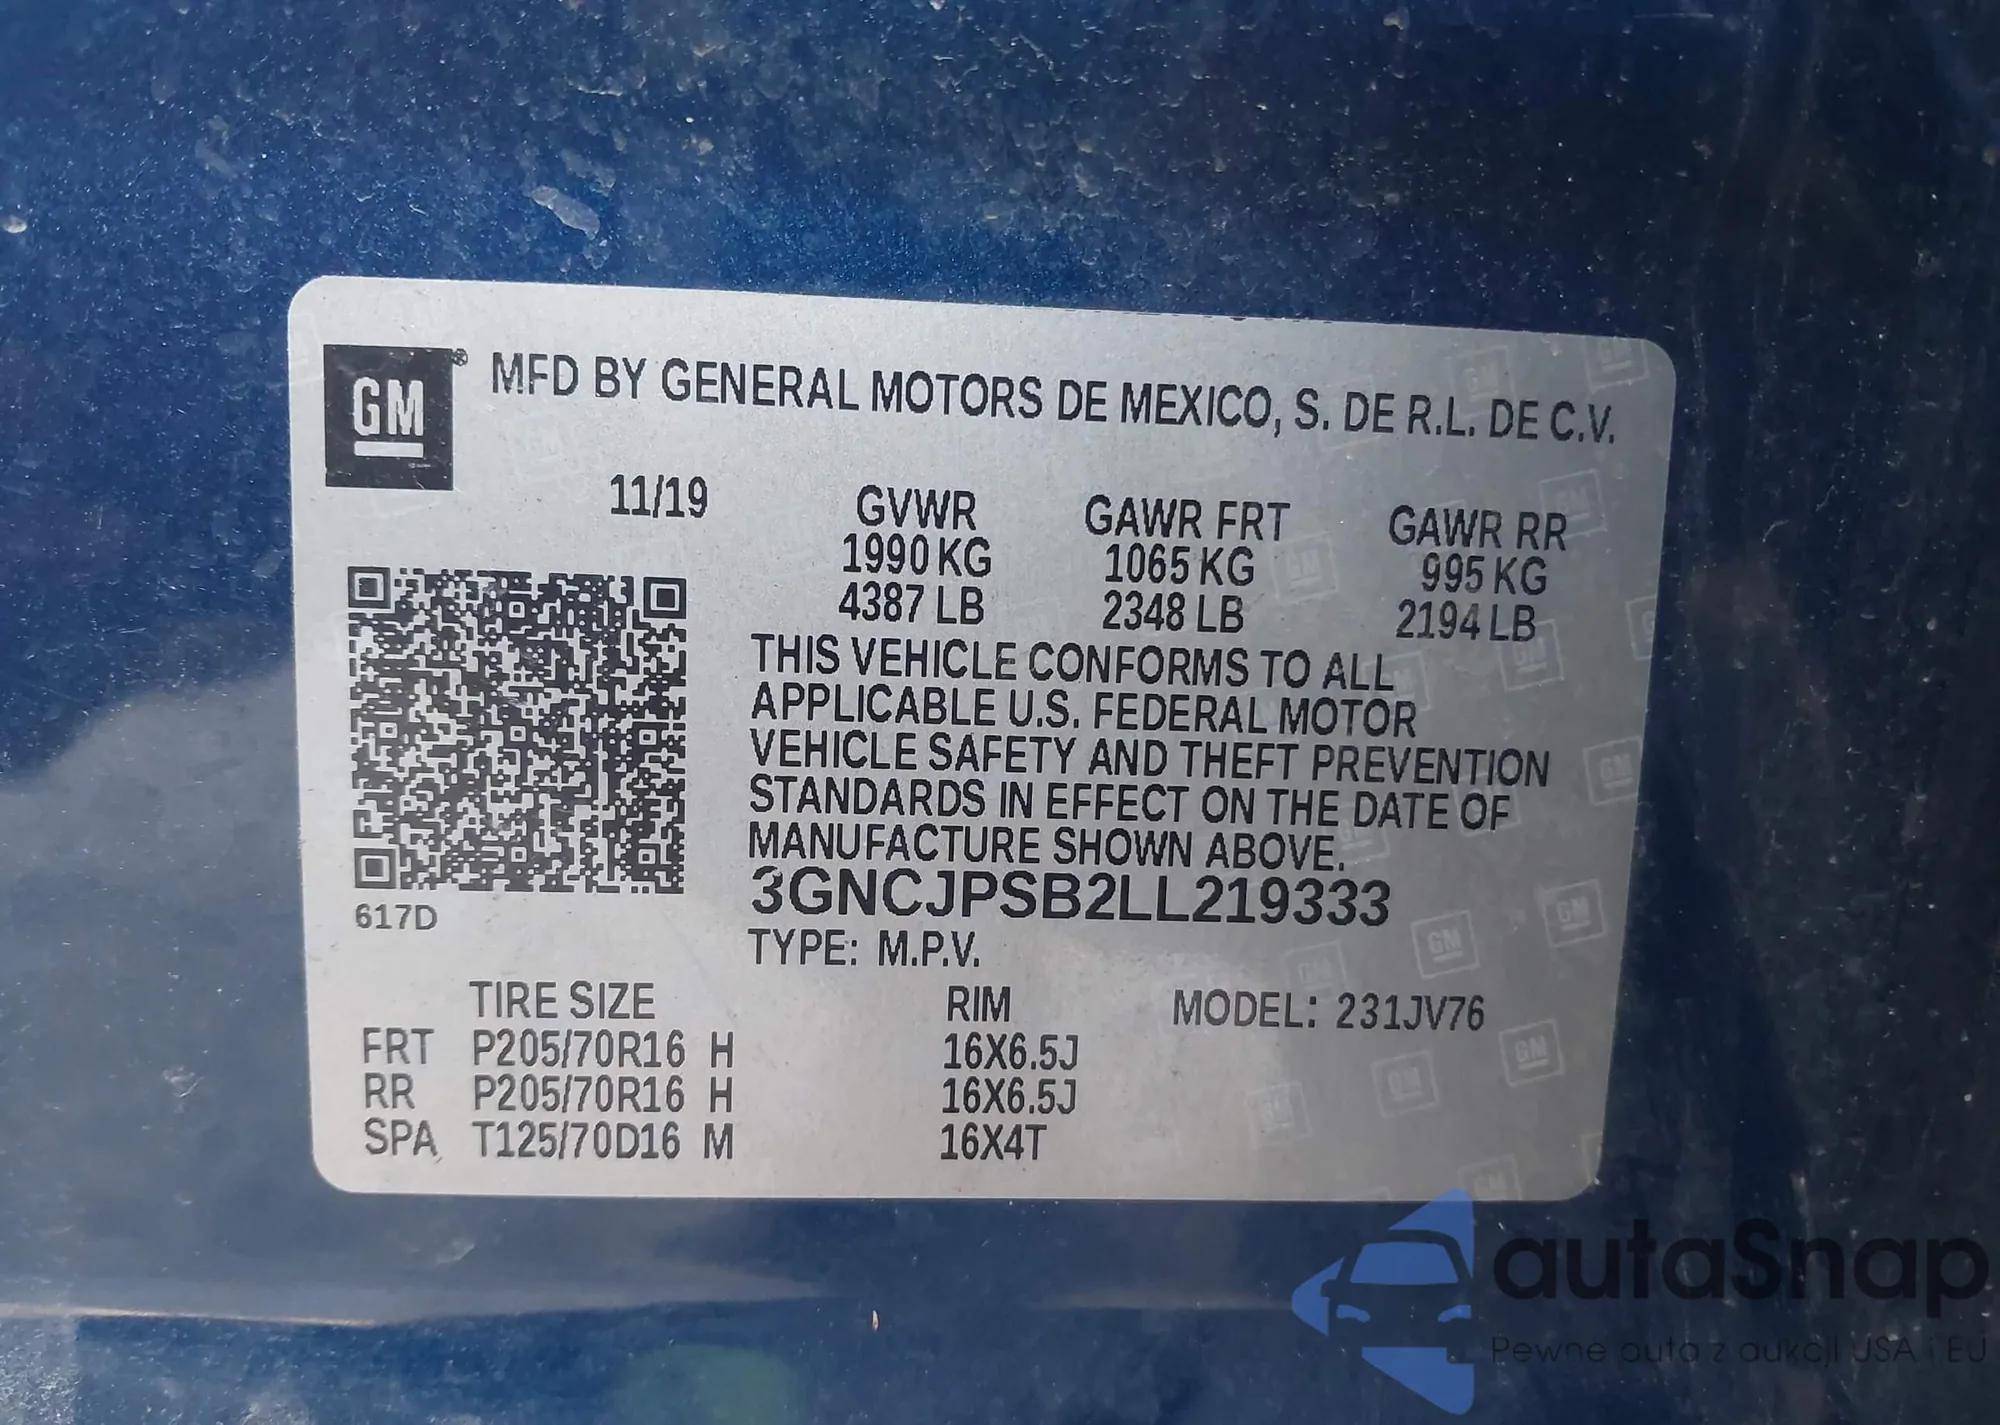 GM ® MFD BY GENERAL MOTORS DE MEXICO, S. DE R.L. DE C.V.
11/19 GVWR GAWR FRT GAWR RR
1990 KG 1065 KG 995 KG
4387 LB 2348 LB 2194 LB
THIS VEHICLE CONFORMS TO ALL
APPLICABLE U.S. FEDERAL MOTOR
VEHICLE SAFETY AND THEFT PREVENTION
STANDARDS IN EFFECT ON THE DATE OF
MANUFACTURE SHOWN ABOVE.
3GNCJPSB2LL219333
617D
TYPE: M.P.V.
TIRE SIZE RIM MODEL: 231JV76
FRT P205/70R16 H 16X6.5J
RR P205/70R16 H 16X6.5J
SPA T125/70D16 M 16X4T
autaSnap
Pewne auta z aukcji USA i EU